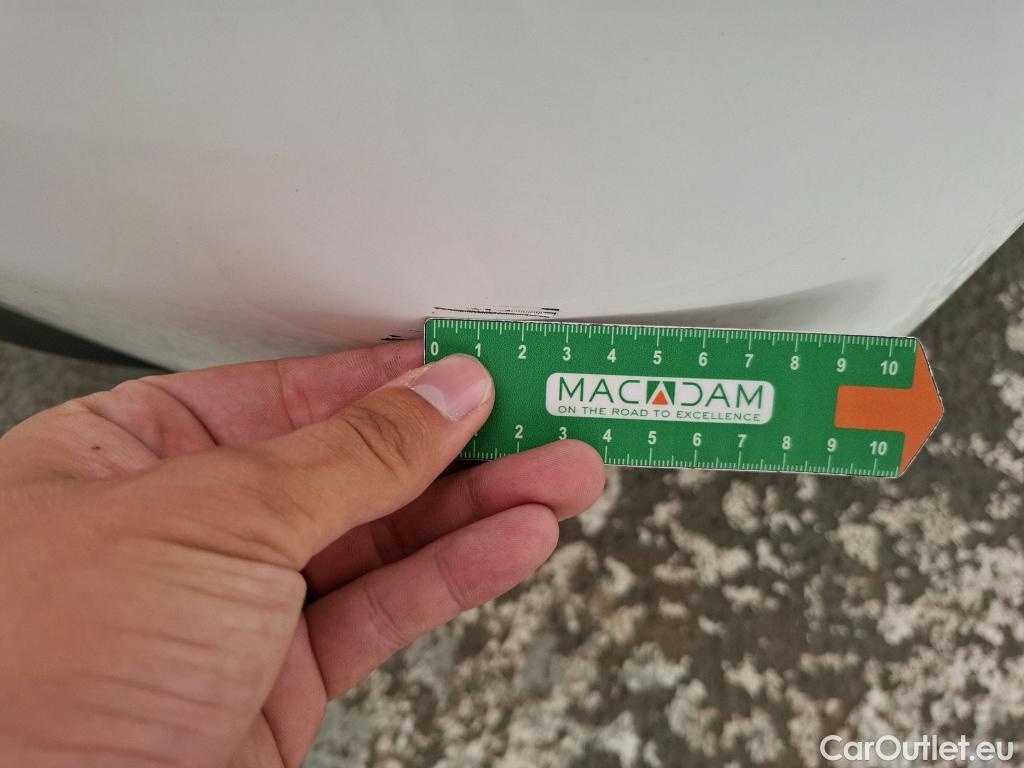 0 1 2 3 4 5 6 7 8 9 10
MACADAM
ON THE ROAD TO EXCELLENCE
2 3 4 5 6 7 8 9 10
CarOutlet.eu